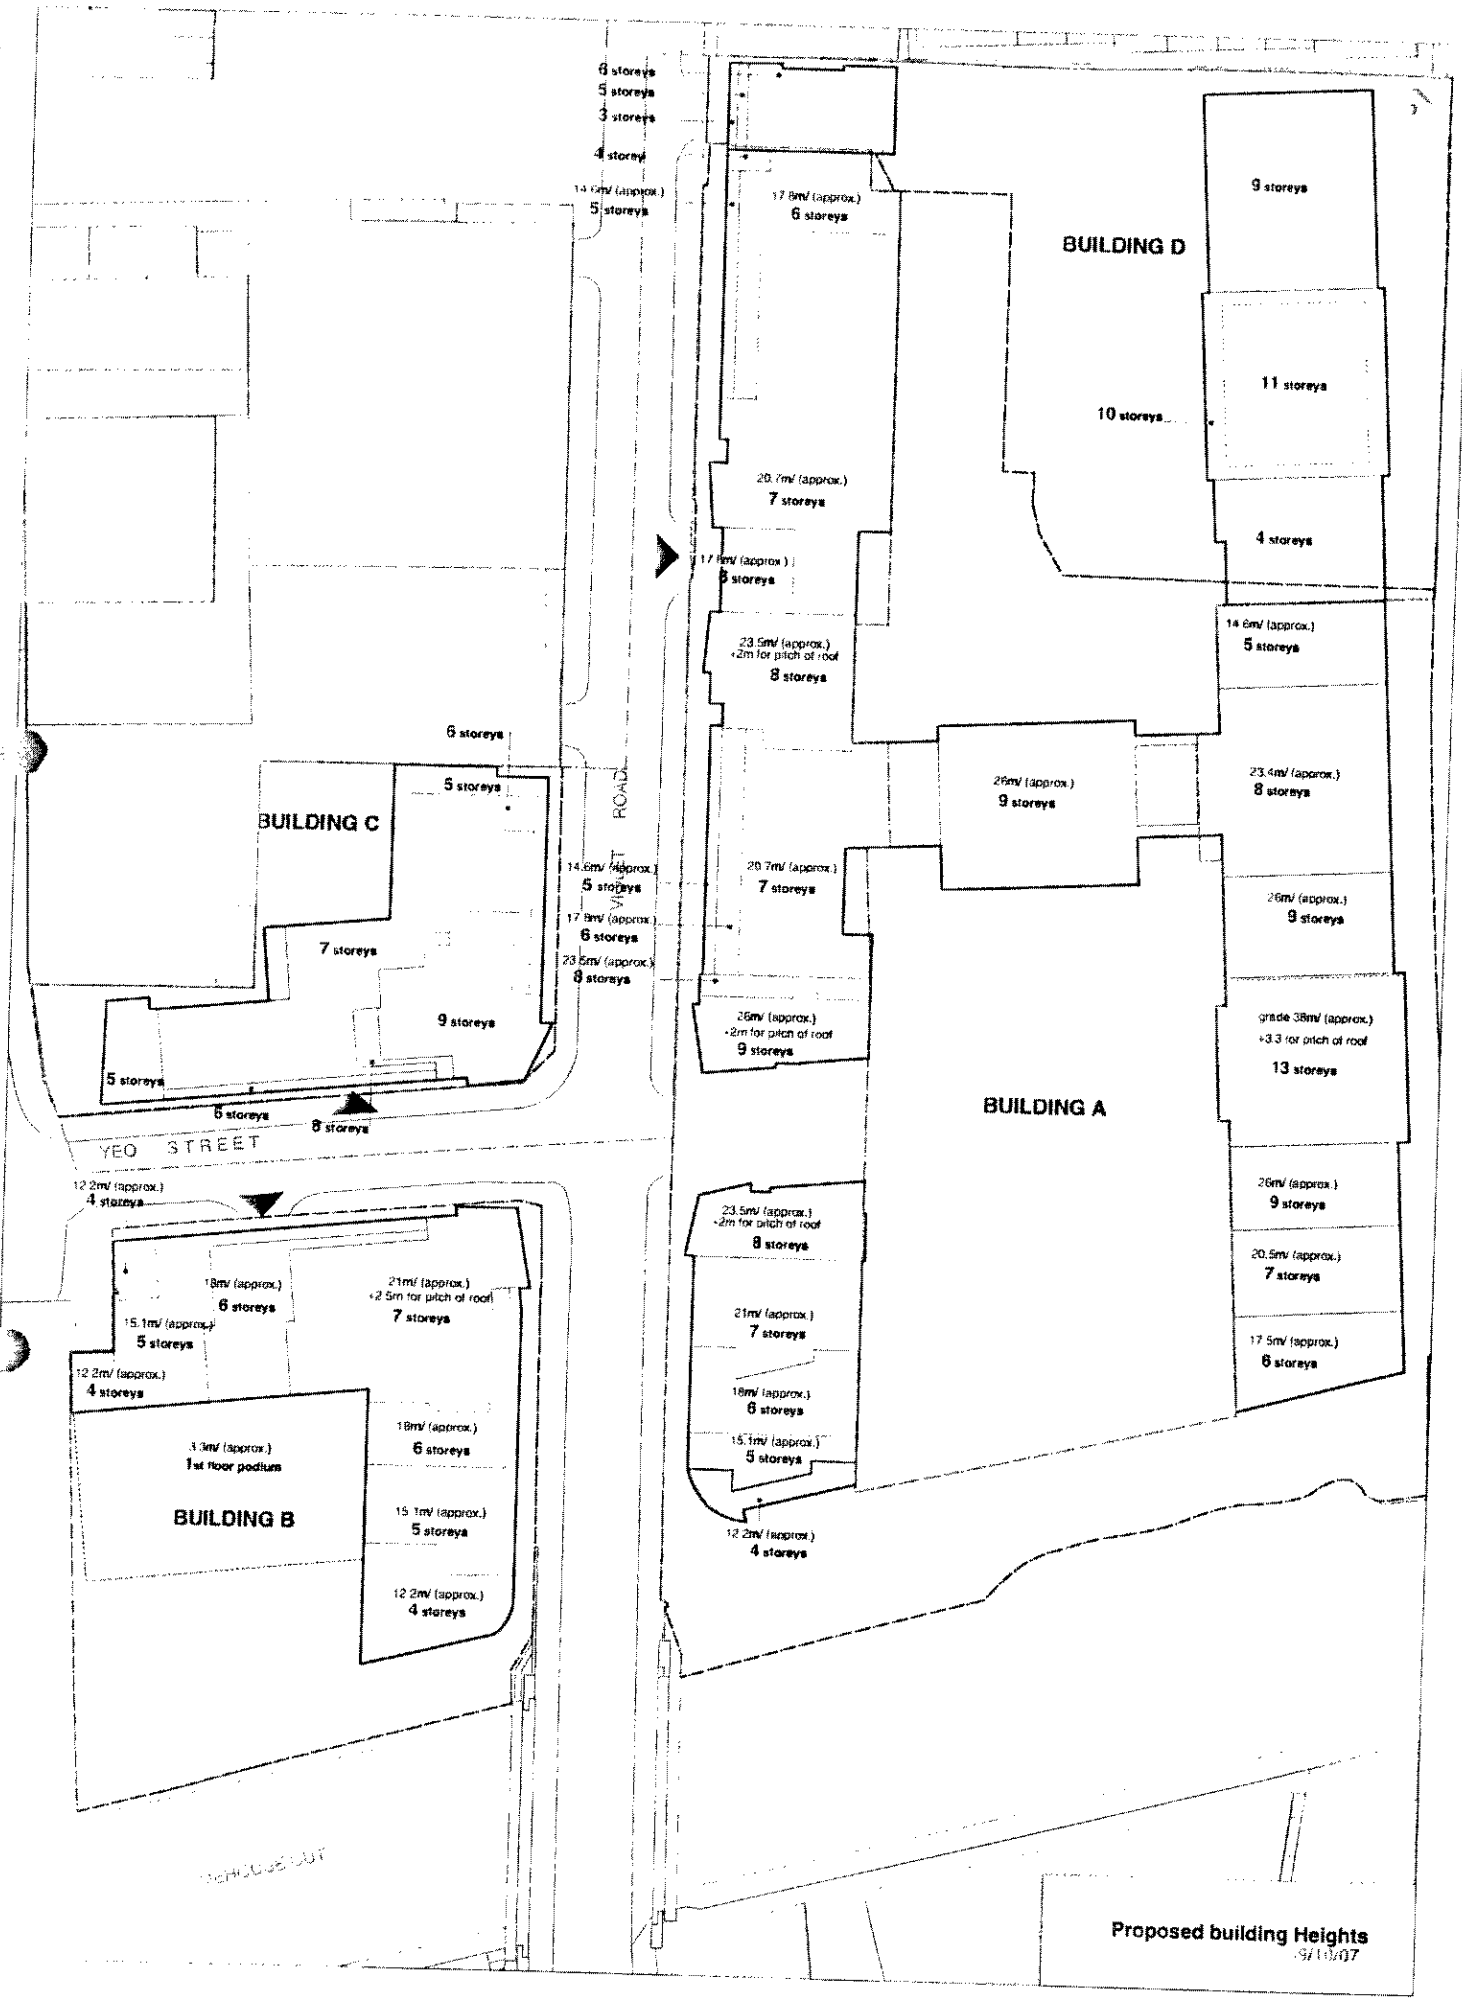 6 storeys
5 storeys
3 storeys
4 storey
14.6m/ (approx.)
5 storeys
17.8m/ (approx.)
6 storeys
9 storeys
BUILDING D
11 storeys
10 storeys
20.7m/ (approx.)
7 storeys
4 storeys
(approx.)
storeys
14.6m/ (approx.)
5 storeys
23.5m/ (approx.)
+2m for pitch of roof
8 storeys
6 storeys
5 storeys
ROAD
26m/ (approx.)
9 storeys
23.4m/ (approx.)
8 storeys
BUILDING C
14.6m/ (approx.)
5 storeys
20.7m/ (approx.)
7 storeys
17.8m/ (approx.)
6 storeys
26m/ (approx.)
9 storeys
7 storeys
23.5m/ (approx.)
8 storeys
9 storeys
26m/ (approx.)
+2m for pitch of roof
9 storeys
grade 38m/ (approx.)
+3.3 for pitch of roof
13 storeys
5 storeys
6 storeys
8 storeys
BUILDING A
YEO STREET
12.2m/ (approx.)
4 storeys
23.5m/ (approx.)
+2m for pitch of roof
8 storeys
26m/ (approx.)
9 storeys
20.5m/ (approx.)
7 storeys
18m/ (approx.)
6 storeys
21m/ (approx.)
+2.5m for pitch of roof
7 storeys
15.1m/ (approx.)
5 storeys
21m/ (approx.)
7 storeys
17.5m/ (approx.)
6 storeys
12.2m/ (approx.)
4 storeys
18m/ (approx.)
6 storeys
18m/ (approx.)
6 storeys
15.1m/ (approx.)
5 storeys
3.3m/ (approx.)
1st floor podium
BUILDING B
15.1m/ (approx.)
5 storeys
12.2m/ (approx.)
4 storeys
12.2m/ (approx.)
4 storeys
Proposed building Heights
9/10/07